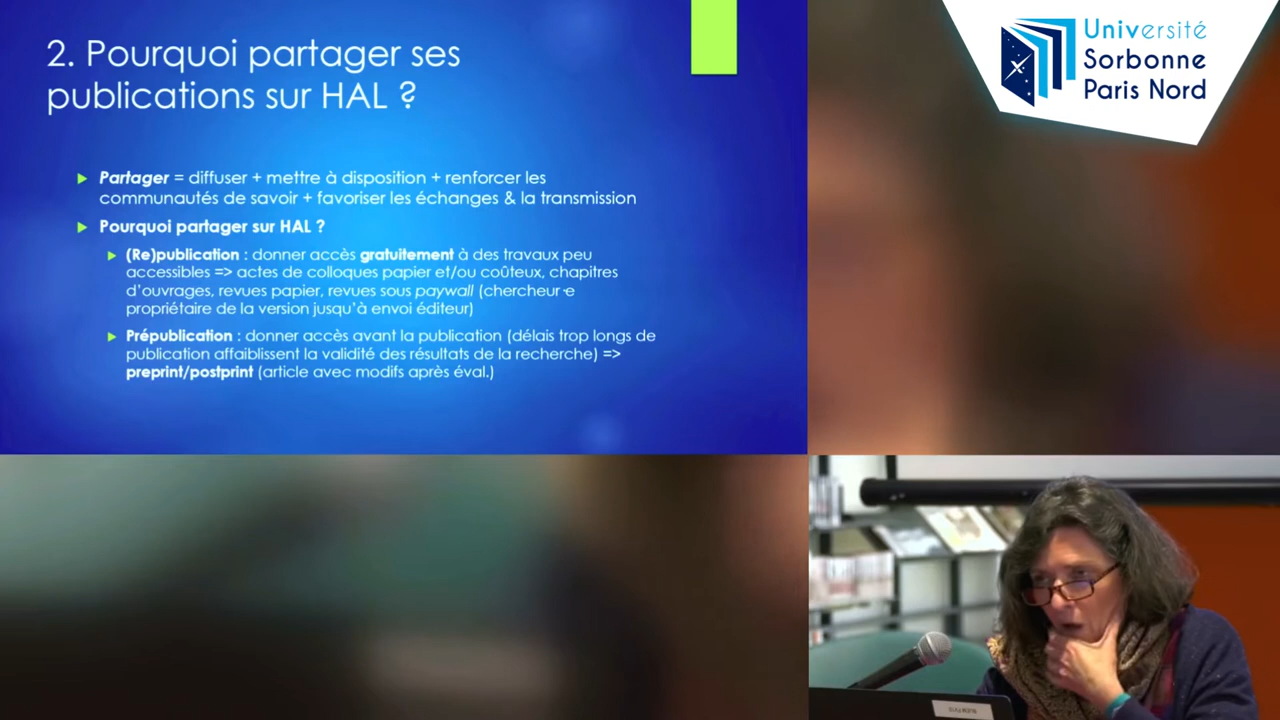 2. Pourquoi partager ses
publications sur HAL ?
Partager = diffuser + mettre à disposition + renforcer les
communautés de savoir + favoriser les échanges & la transmission
Pourquoi partager sur HAL ?
(Re)publication : donner accès gratuitement à des travaux peu
accessibles => actes de colloques papier et/ou coûteux, chapitres
d'ouvrages, revues papier, revues sous paywall (chercheur·e
propriétaire de la version jusqu'à envoi éditeur)
Prépublication : donner accès avant la publication (délais trop longs de
publication affaiblissent la validité des résultats de la recherche) =>
preprint/postprint (article avec modifs après éval.)
Université
Sorbonne
Paris Nord